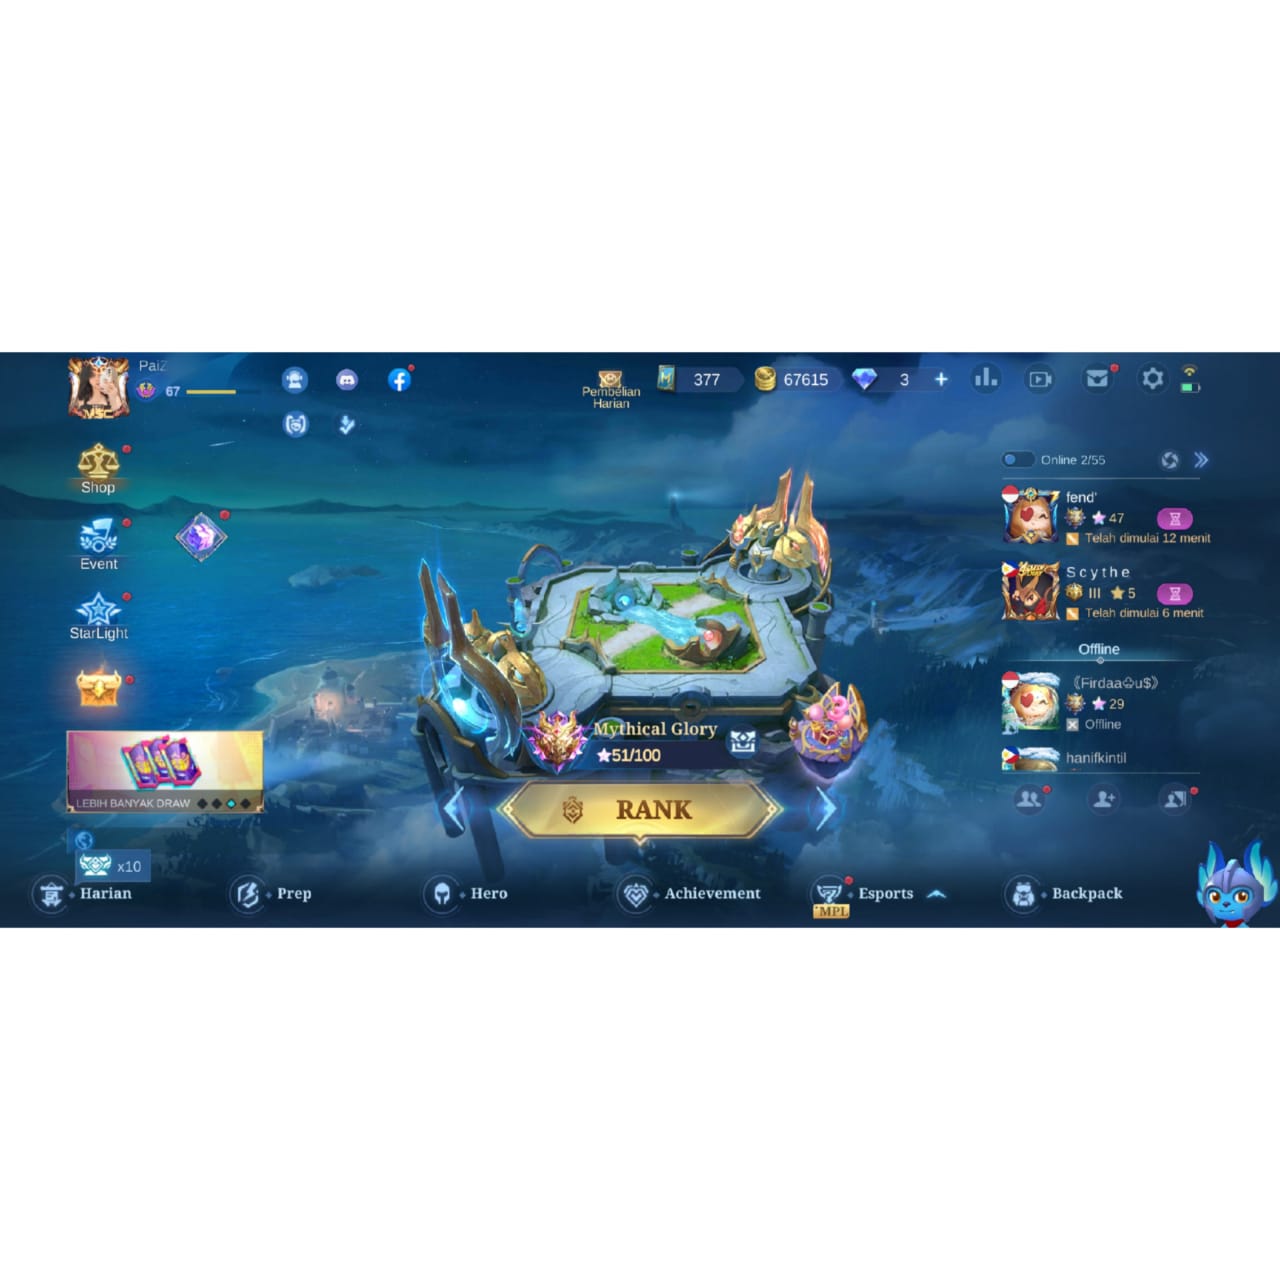 PaiZ
67
MSC
Pembelian
Harian
377
67615
3
Shop
Event
StarLight
LEBIH BANYAK DRAW
x10
Online 2/55
fend'
47
Telah dimulai 12 menit
Scythe
III 5
Telah dimulai 6 menit
Offline
《Firdaa♧u$》
29
Offline
hanifkintil
Mythical Glory
51/100
RANK
Harian
Prep
Hero
Achievement
Esports
MPL
Backpack